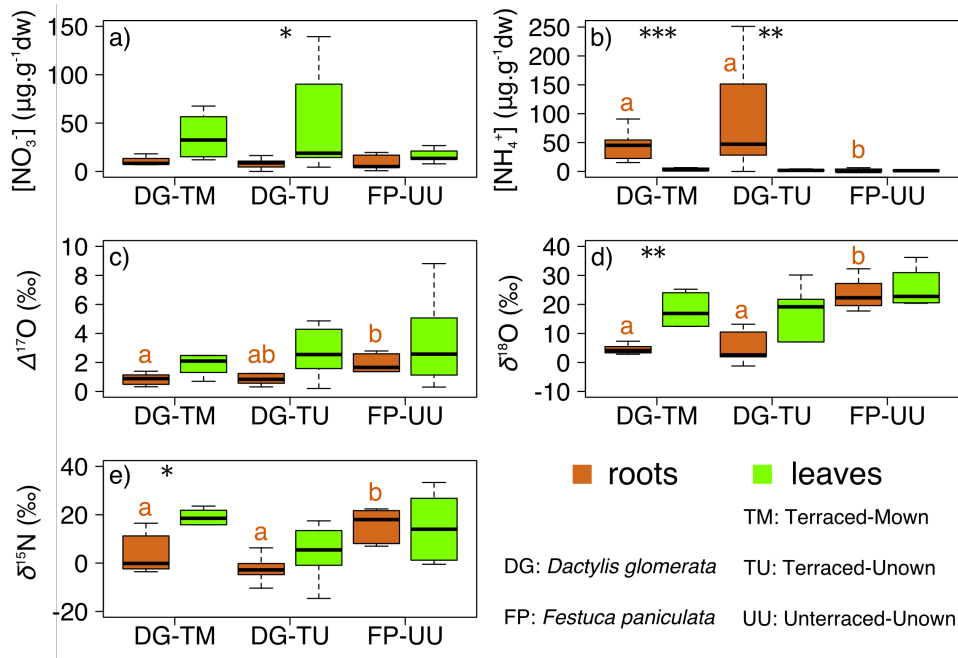 a)
*
[NO₃⁻] (µg.g⁻¹dw)
150
100
50
0
DG-TM DG-TU FP-UU
b)
*** **
a a b
[NH₄⁺] (µg.g⁻¹dw)
250
200
150
100
50
0
DG-TM DG-TU FP-UU
c)
a ab b
Δ¹⁷O (‰)
10
8
6
4
2
0
DG-TM DG-TU FP-UU
d)
**
a a b
δ¹⁸O (‰)
40
30
20
10
0
-10
DG-TM DG-TU FP-UU
e)
*
a a b
δ¹⁵N (‰)
40
20
0
-20
DG-TM DG-TU FP-UU
roots leaves
TM: Terraced-Mown
DG: Dactylis glomerata TU: Terraced-Unown
FP: Festuca paniculata UU: Unterraced-Unown